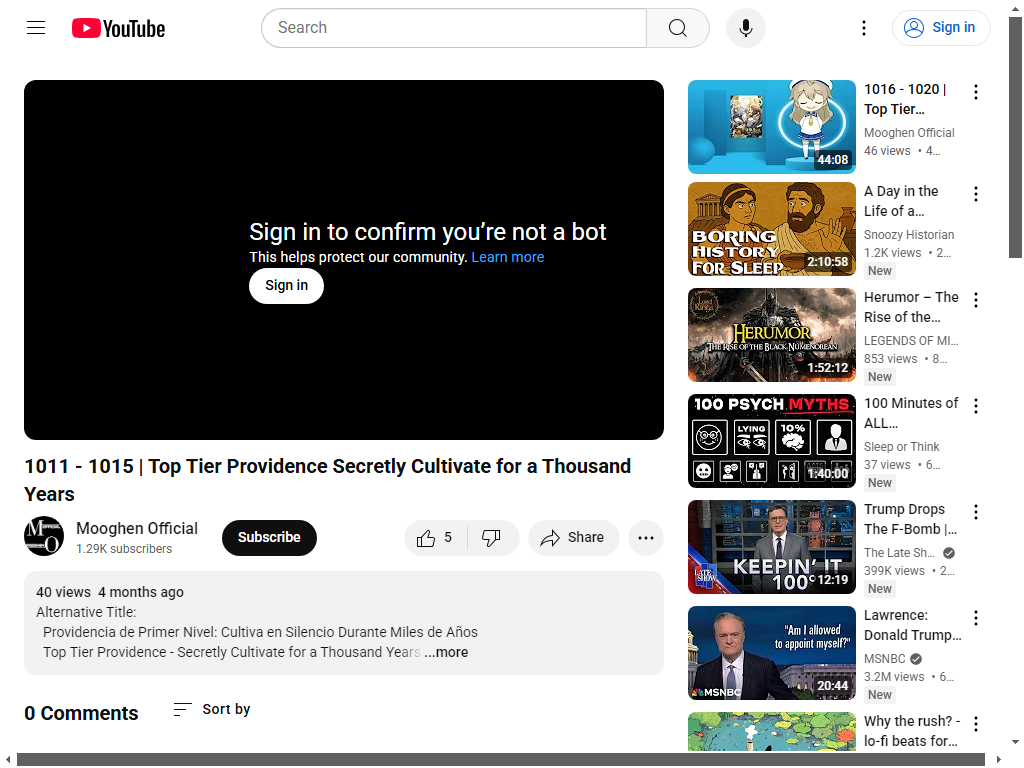 YouTube
Search
Sign in
Sign in to confirm you're not a bot
This helps protect our community. Learn more
Sign in
1011 - 1015 | Top Tier Providence Secretly Cultivate for a Thousand
Years
Mooghen Official
1.29K subscribers
Subscribe
5
Share
40 views 4 months ago
Alternative Title:
Providencia de Primer Nivel: Cultiva en Silencio Durante Miles de Años
Top Tier Providence - Secretly Cultivate for a Thousand Years ...more
0 Comments
Sort by
44:08
1016 - 1020 |
Top Tier...
Mooghen Official
46 views • 4...
BORING
HISTORY
FOR SLEEP
2:10:58
A Day in the
Life of a...
Snoozy Historian
1.2K views • 2...
New
HERUMOR
THE RISE OF THE BLACK NÚMENOREAN
1:52:12
Herumor – The
Rise of the...
LEGENDS OF MI...
853 views • 8...
New
100 PSYCH MYTHS
LYING
10%
1:40:00
100 Minutes of
ALL...
Sleep or Think
37 views • 6...
New
LATE SHOW
KEEPIN' IT
100°
12:19
Trump Drops
The F-Bomb |...
The Late Sh...
399K views • 2...
New
"Am I allowed
to appoint myself?"
MSNBC
20:44
Lawrence:
Donald Trump...
MSNBC
3.2M views • 6...
New
Why the rush? -
lo-fi beats for...